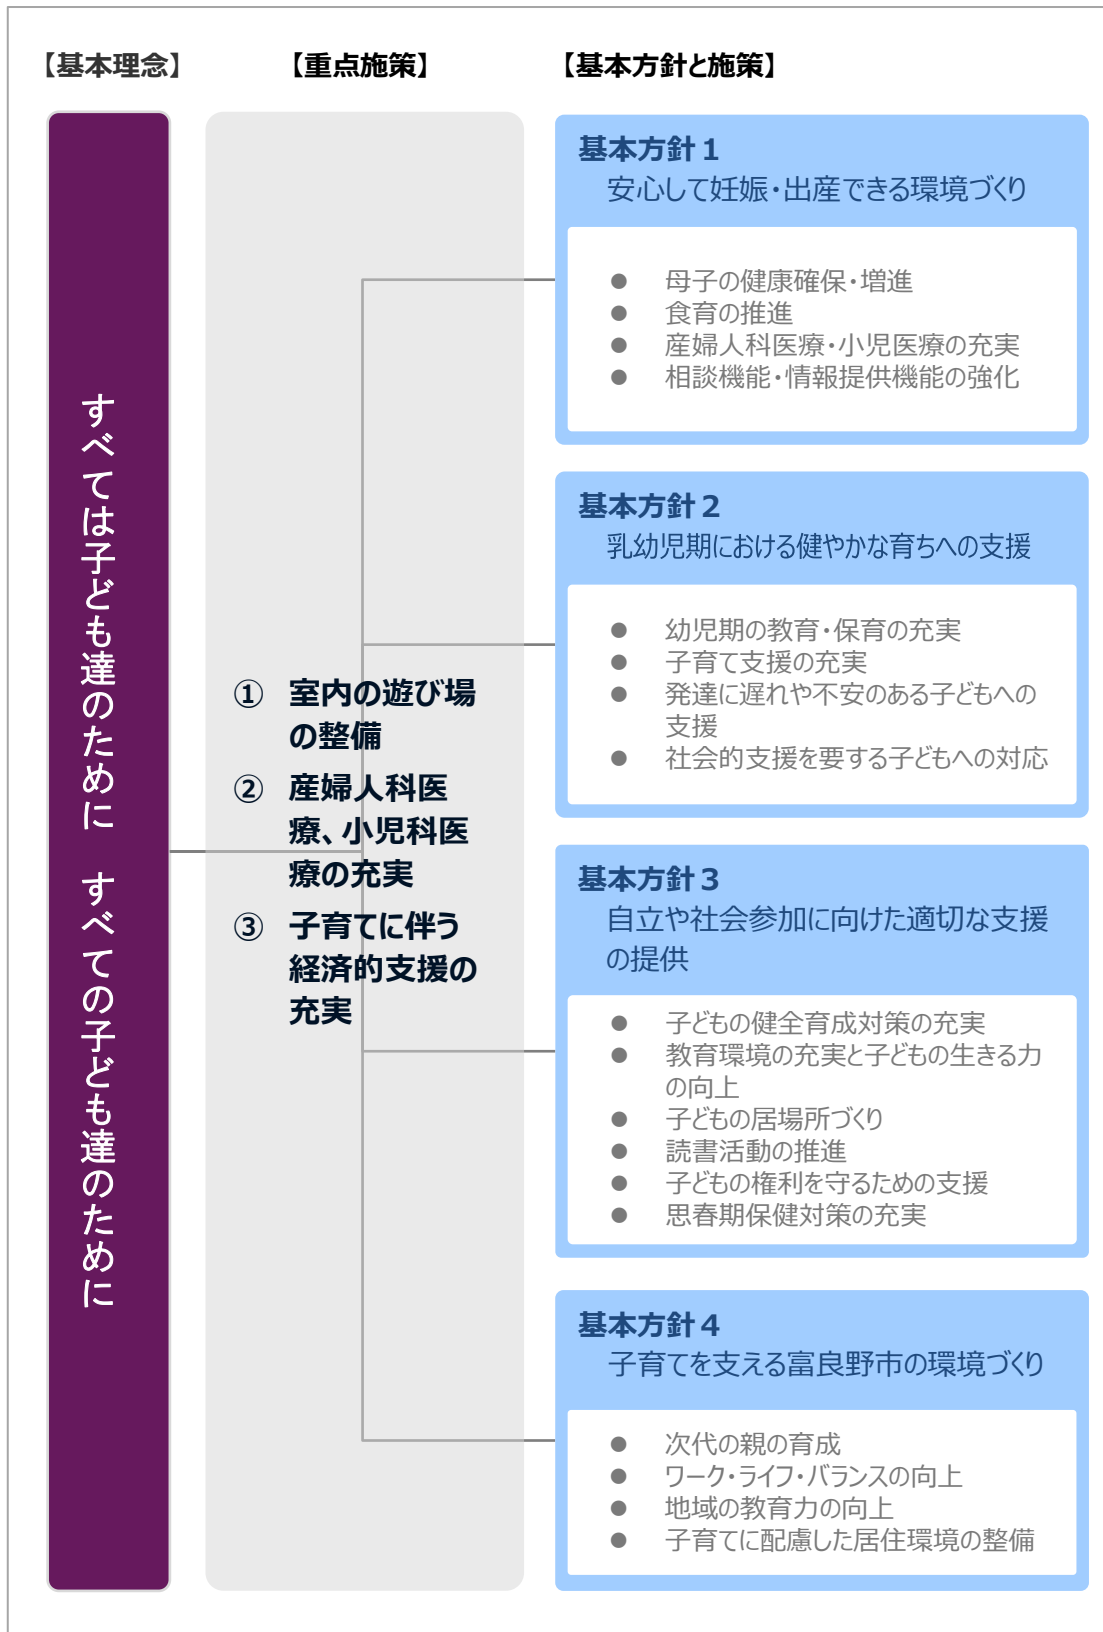 【基本理念】
【重点施策】
【基本方針と施策】
すべては子ども達のために　すべての子ども達のために
① 室内の遊び場
の整備
② 産婦人科医
療、小児科医
療の充実
③ 子育てに伴う
経済的支援の
充実
基本方針１
安心して妊娠・出産できる環境づくり
● 母子の健康確保・増進
● 食育の推進
● 産婦人科医療・小児医療の充実
● 相談機能・情報提供機能の強化
基本方針２
乳幼児期における健やかな育ちへの支援
● 幼児期の教育・保育の充実
● 子育て支援の充実
● 発達に遅れや不安のある子どもへの
支援
● 社会的支援を要する子どもへの対応
基本方針３
自立や社会参加に向けた適切な支援
の提供
● 子どもの健全育成対策の充実
● 教育環境の充実と子どもの生きる力
の向上
● 子どもの居場所づくり
● 読書活動の推進
● 子どもの権利を守るための支援
● 思春期保健対策の充実
基本方針４
子育てを支える富良野市の環境づくり
● 次代の親の育成
● ワーク・ライフ・バランスの向上
● 地域の教育力の向上
● 子育てに配慮した居住環境の整備